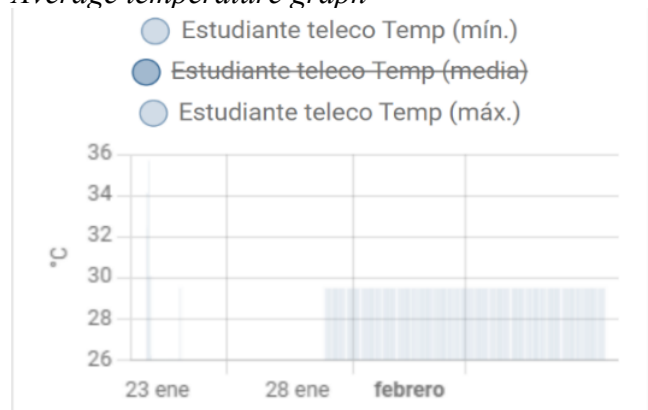 Average temperature graph
Estudiante teleco Temp (mín.)
Estudiante teleco Temp (media)
Estudiante teleco Temp (máx.)
36
34
32
°C
30
28
26
23 ene 28 ene febrero